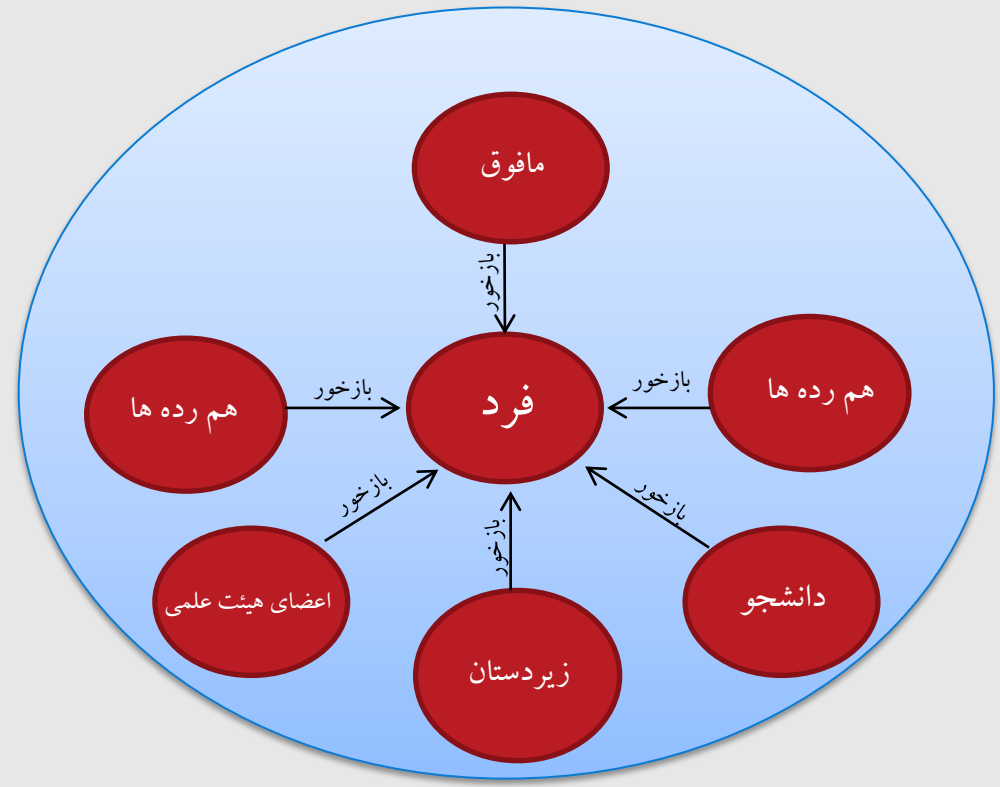 مافوق
بازخور
هم رده ها
بازخور
فرد
بازخور
هم رده ها
بازخور
بازخور
بازخور
دانشجو
زیردستان
اعضای هیئت علمی